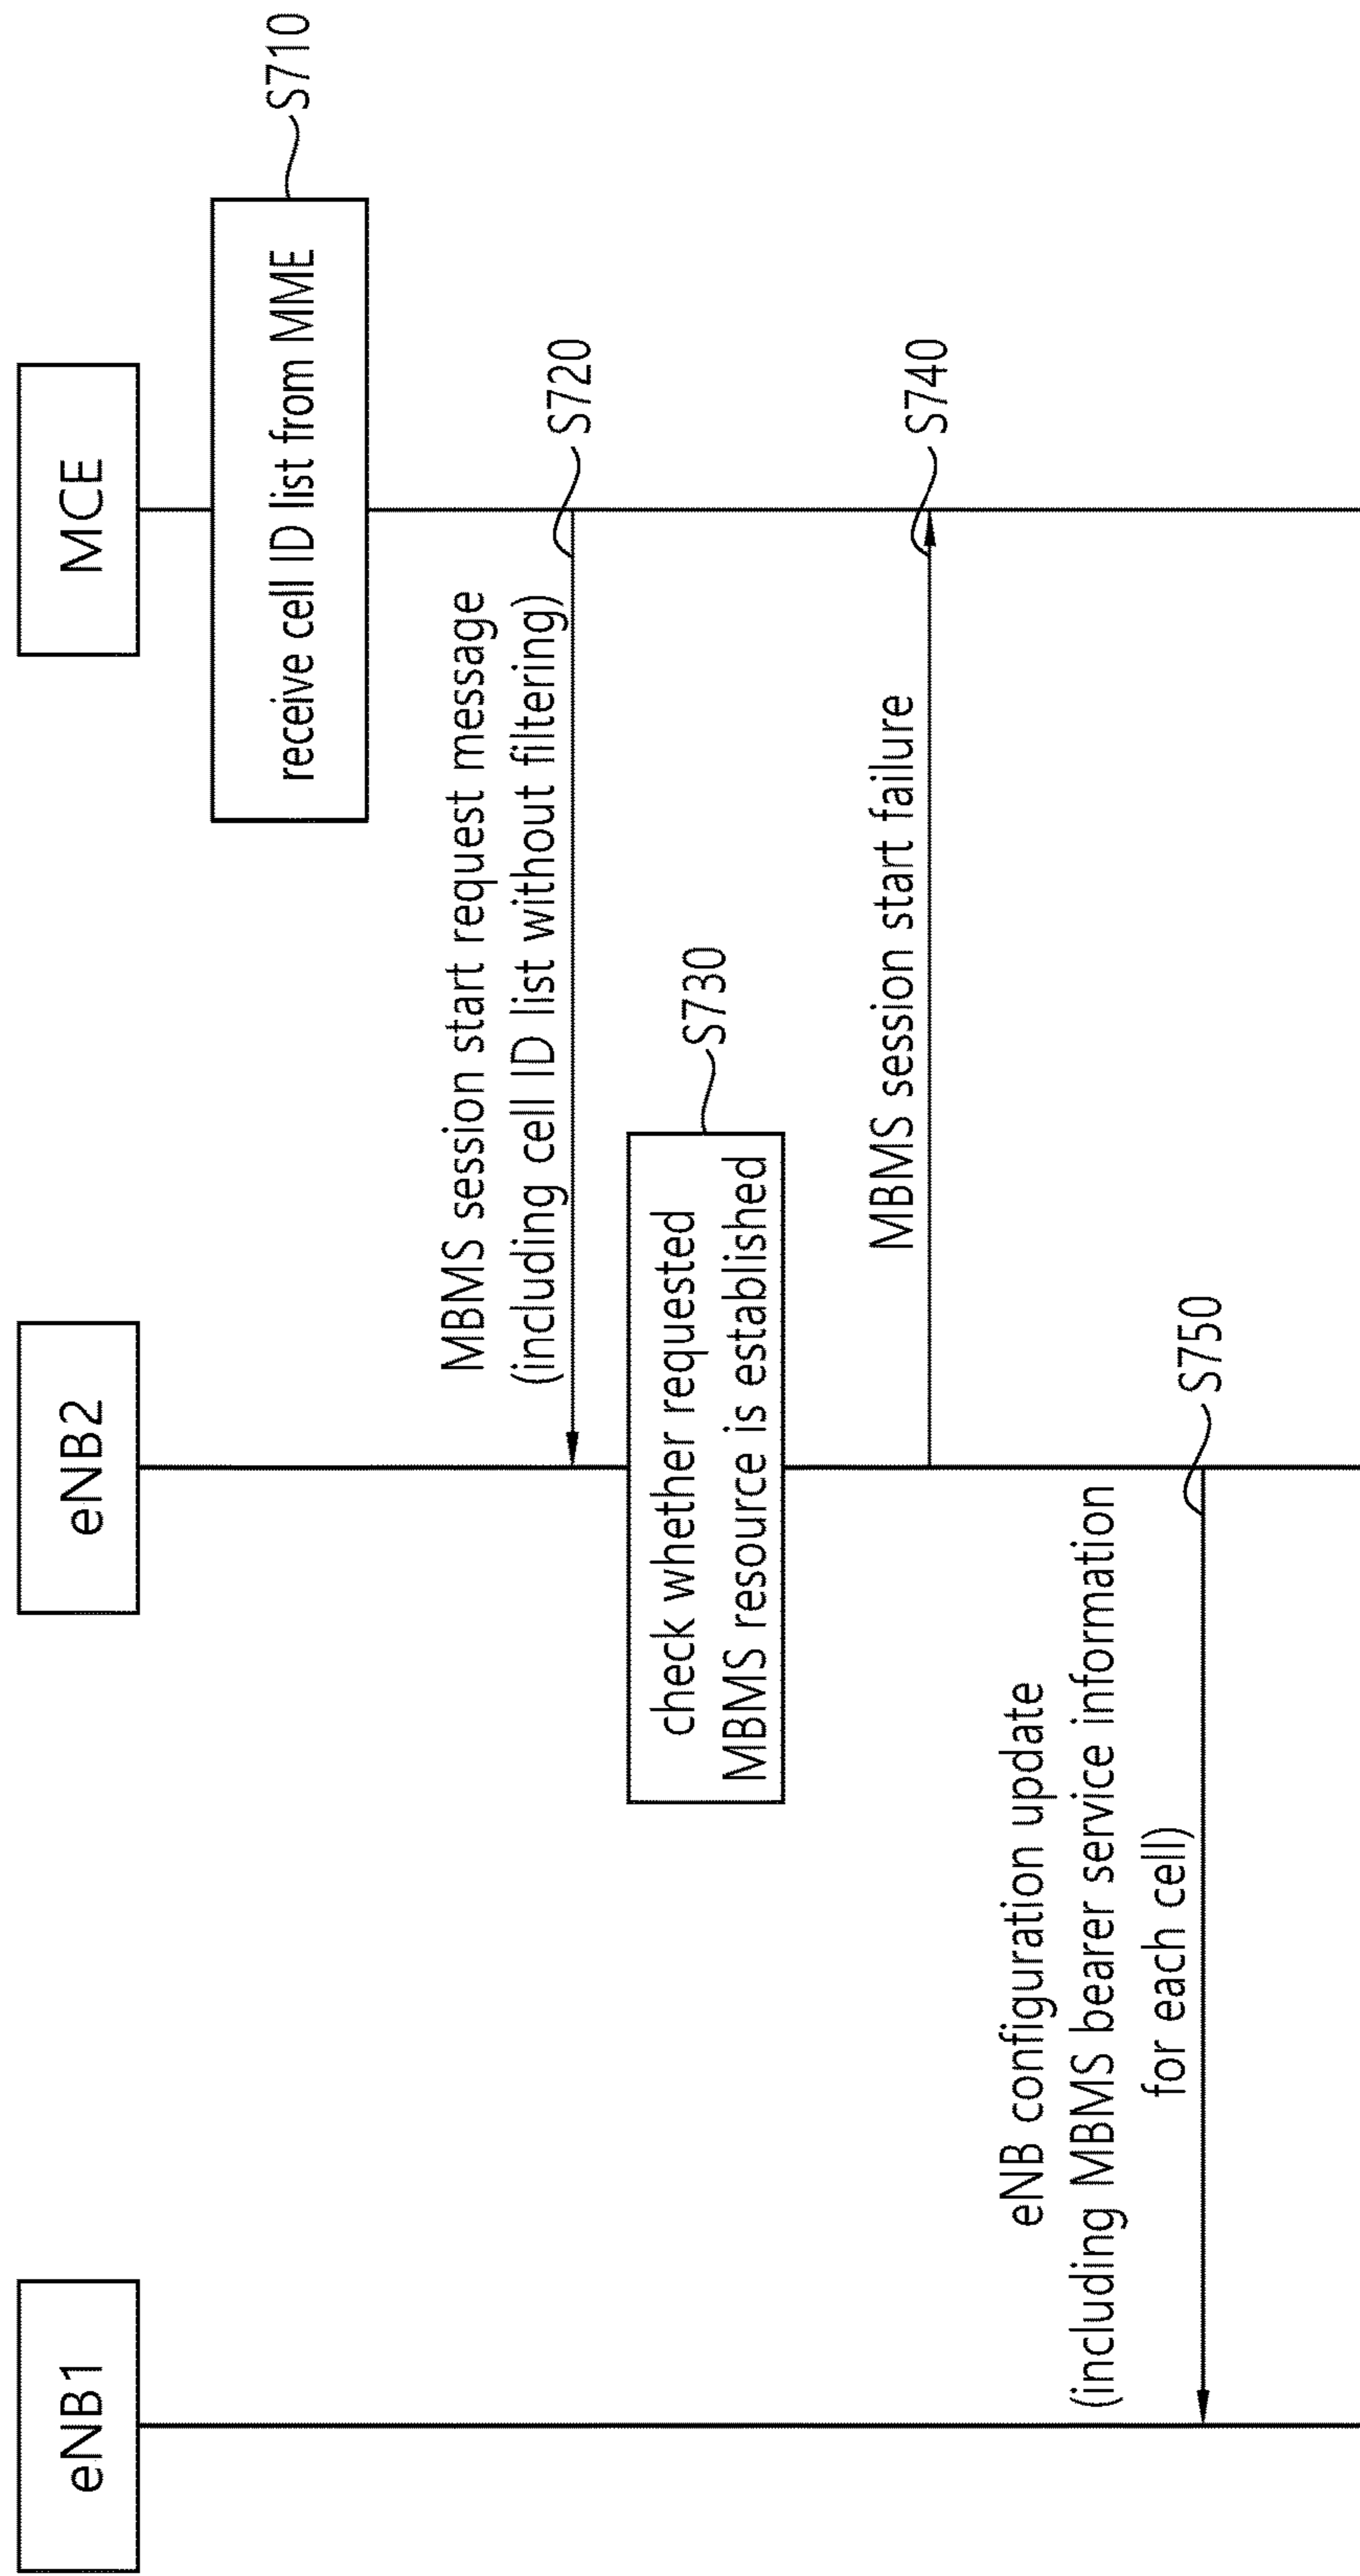 eNB1
eNB2
MCE
receive cell ID list from MME
S710
MBMS session start request message
(including cell ID list without filtering)
S720
check whether requested
MBMS resource is established
S730
MBMS session start failure
S740
eNB configuration update
(including MBMS bearer service information
for each cell)
S750